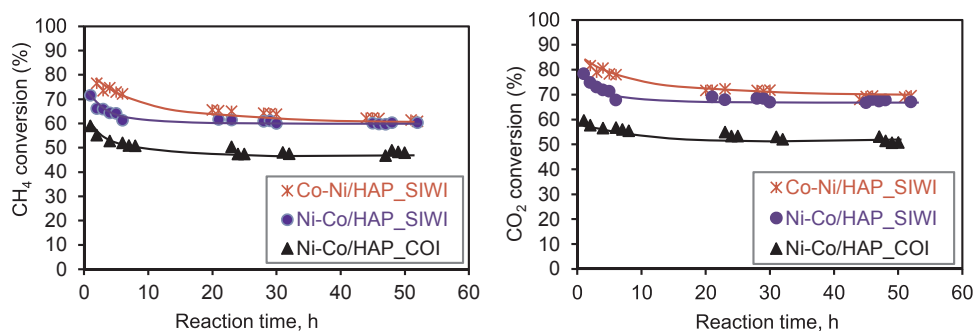 CH4 conversion (%)
100
90
80
70
60
50
40
30
20
10
0
Co-Ni/HAP_SIWI
Ni-Co/HAP_SIWI
Ni-Co/HAP_COI
0 10 20 30 40 50 60
Reaction time, h
CO2 conversion (%)
100
90
80
70
60
50
40
30
20
10
0
Co-Ni/HAP_SIWI
Ni-Co/HAP_SIWI
Ni-Co/HAP_COI
0 10 20 30 40 50 60
Reaction time, h